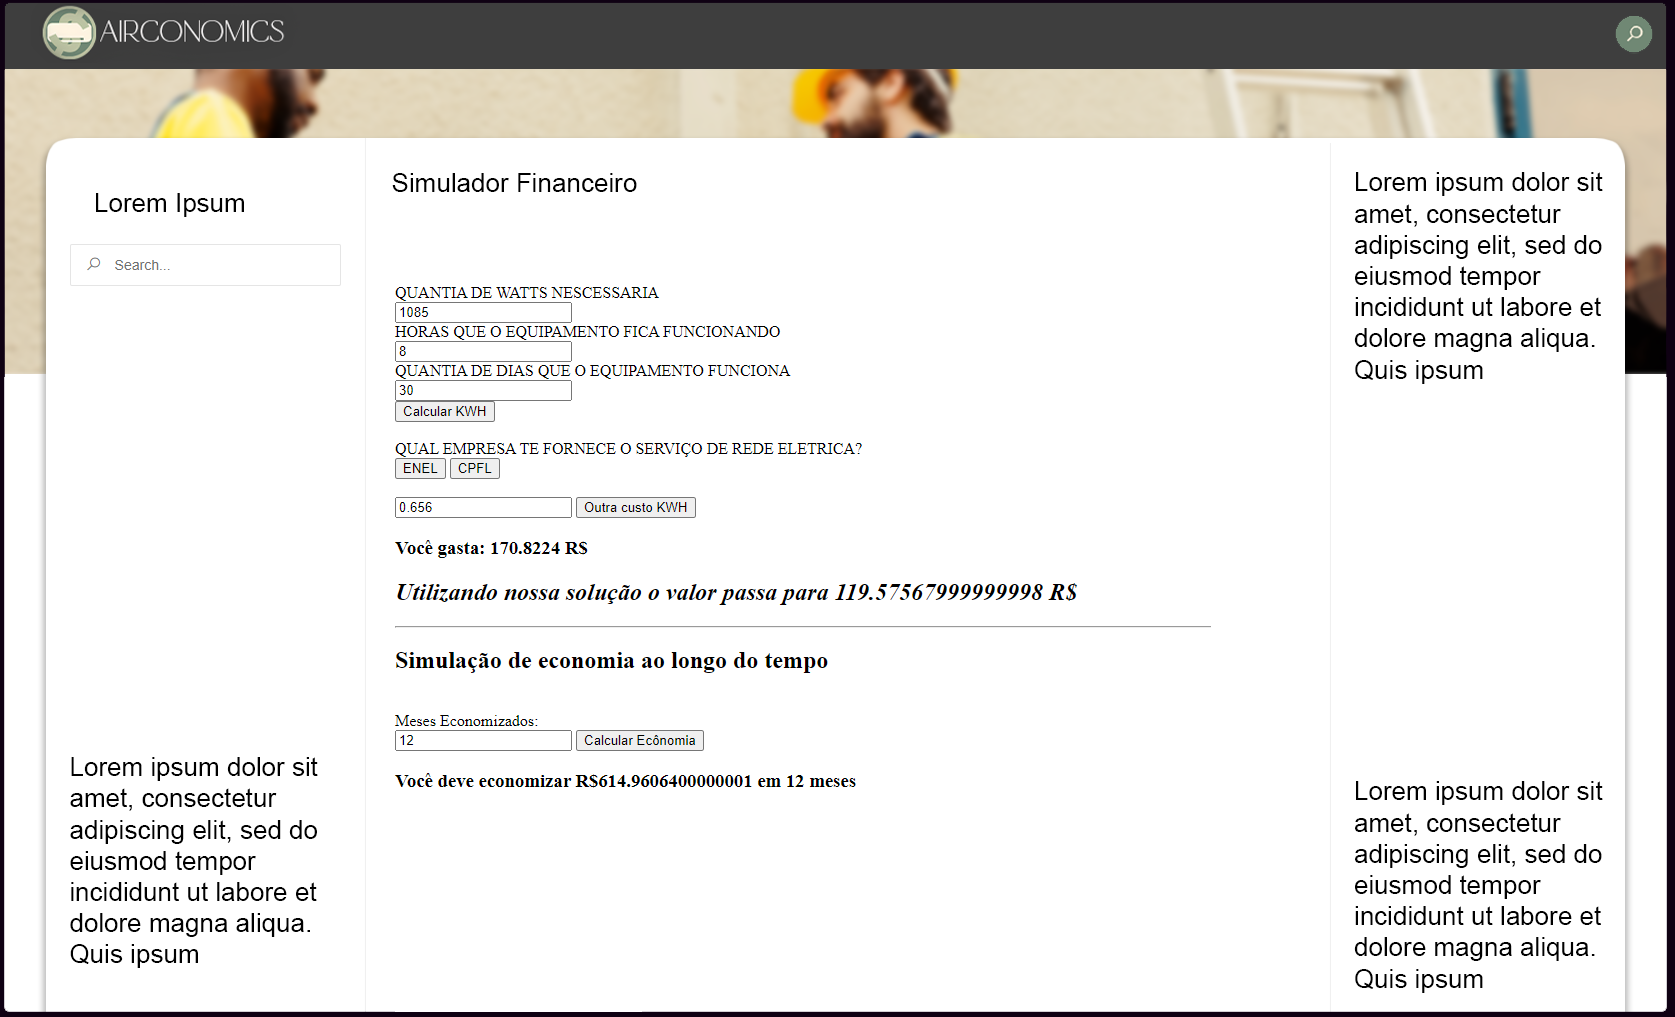 AIRCONOMICS
Lorem Ipsum
Search...
Lorem ipsum dolor sit
amet, consectetur
adipiscing elit, sed do
eiusmod tempor
incididunt ut labore et
dolore magna aliqua.
Quis ipsum
Simulador Financeiro
QUANTIA DE WATTS NESCESSARIA
1085
HORAS QUE O EQUIPAMENTO FICA FUNCIONANDO
8
QUANTIA DE DIAS QUE O EQUIPAMENTO FUNCIONA
30
Calcular KWH
QUAL EMPRESA TE FORNECE O SERVIÇO DE REDE ELETRICA?
ENEL CPFL
0.656 Outra custo KWH
Você gasta: 170.8224 R$
Utilizando nossa solução o valor passa para 119.57567999999998 R$
Simulação de economia ao longo do tempo
Meses Economizados:
12 Calcular Ecônomia
Você deve economizar R$614.9606400000001 em 12 meses
Lorem ipsum dolor sit
amet, consectetur
adipiscing elit, sed do
eiusmod tempor
incididunt ut labore et
dolore magna aliqua.
Quis ipsum
Lorem ipsum dolor sit
amet, consectetur
adipiscing elit, sed do
eiusmod tempor
incididunt ut labore et
dolore magna aliqua.
Quis ipsum